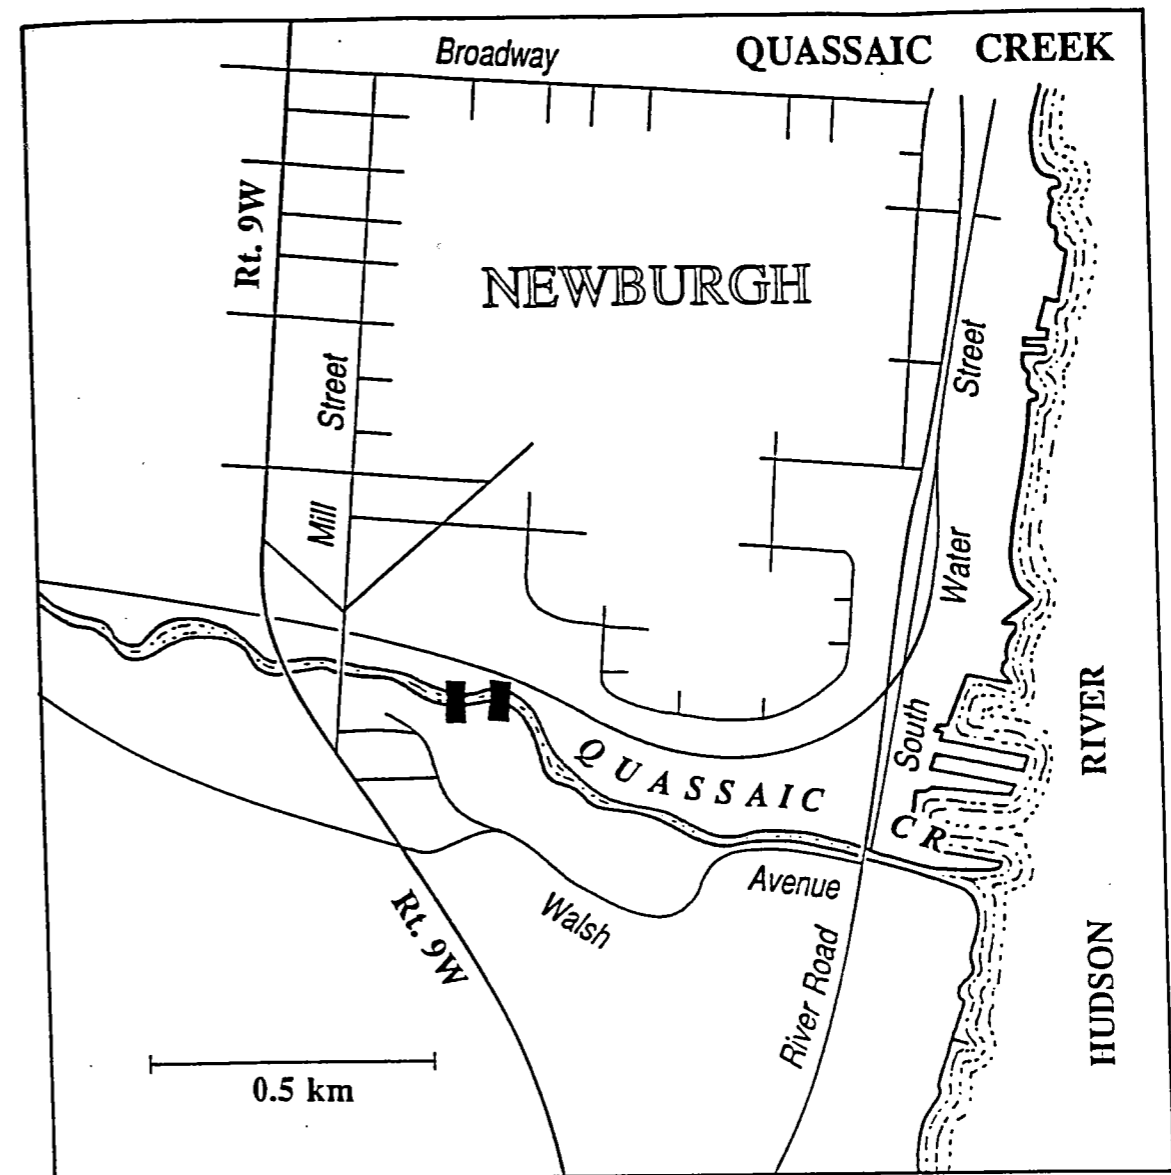 Broadway
QUASSAIC CREEK
Rt. 9W
NEWBURGH
Street
Street
Mill
Water
South
RIVER
QUASSAIC
CR
Avenue
Walsh
Rt. 9W
River Road
HUDSON
0.5 km